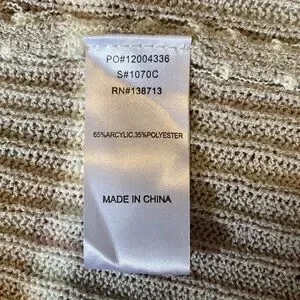 PO#12004336
S#1070C
RN#138713
65%ARCYLIC,35%POLYESTER
MADE IN CHINA